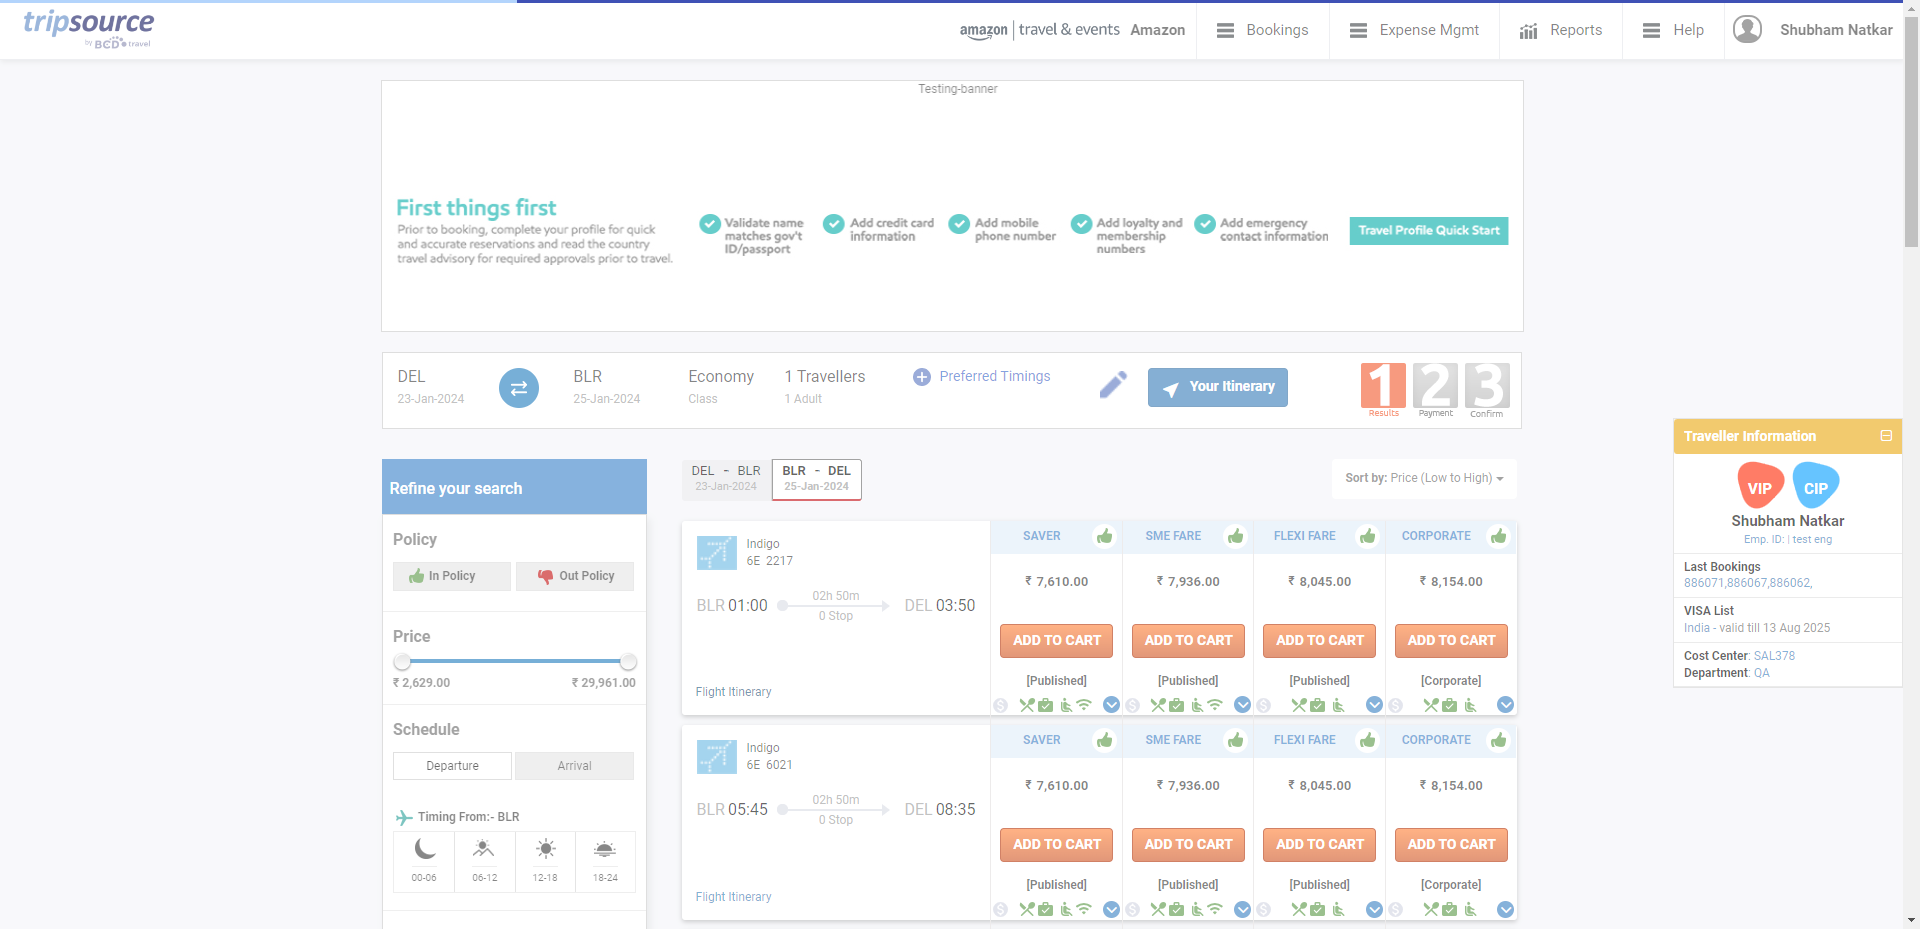 tripsource
by BCD travel
amazon | travel & events Amazon
Bookings
Expense Mgmt
Reports
Help
Shubham Natkar
Testing-banner
First things first
Prior to booking, complete your profile for quick
and accurate reservations and read the country
travel advisory for required approvals prior to travel.
Validate name
matches gov't
ID/passport
Add credit card
information
Add mobile
phone number
Add loyalty and
membership
numbers
Add emergency
contact information
Travel Profile Quick Start
DEL
23-Jan-2024
BLR
25-Jan-2024
Economy
Class
1 Travellers
1 Adult
Preferred Timings
Your Itinerary
1 2 3
Results Payment Confirm
Traveller Information
VIP CIP
Shubham Natkar
Emp. ID: | test eng
Last Bookings
886071,886067,886062,
VISA List
India - valid till 13 Aug 2025
Cost Center: SAL378
Department: QA
Refine your search
Policy
In Policy
Out Policy
Price
₹ 2,629.00 ₹ 29,961.00
Schedule
Departure Arrival
Timing From:- BLR
00-06 06-12 12-18 18-24
DEL - BLR
23-Jan-2024
BLR - DEL
25-Jan-2024
Sort by: Price (Low to High)
Indigo
6E 2217
BLR 01:00 02h 50m DEL 03:50
0 Stop
Flight Itinerary
SAVER SME FARE FLEXI FARE CORPORATE
₹ 7,610.00 ₹ 7,936.00 ₹ 8,045.00 ₹ 8,154.00
ADD TO CART ADD TO CART ADD TO CART ADD TO CART
[Published] [Published] [Published] [Corporate]
Indigo
6E 6021
BLR 05:45 02h 50m DEL 08:35
0 Stop
Flight Itinerary
SAVER SME FARE FLEXI FARE CORPORATE
₹ 7,610.00 ₹ 7,936.00 ₹ 8,045.00 ₹ 8,154.00
ADD TO CART ADD TO CART ADD TO CART ADD TO CART
[Published] [Published] [Published] [Corporate]